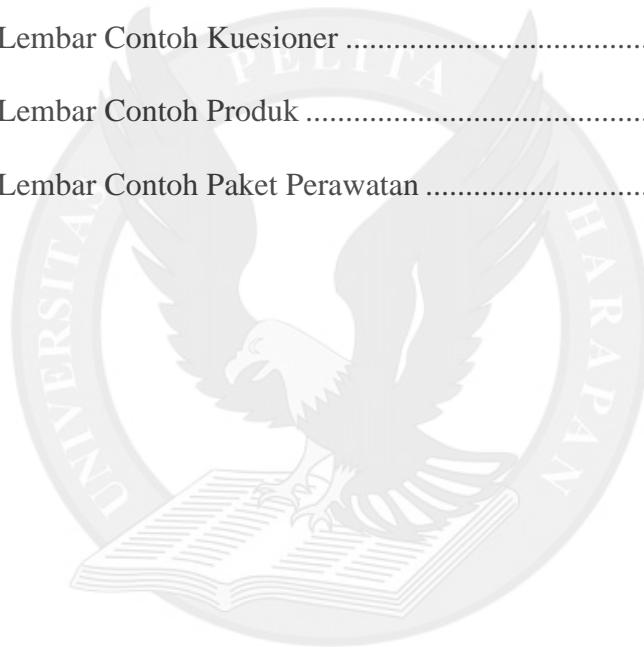 Lembar Contoh Kuesioner ......................................
Lembar Contoh Produk ...........................................
Lembar Contoh Paket Perawatan ............................
UNIVERSITAS PELITA HARAPAN